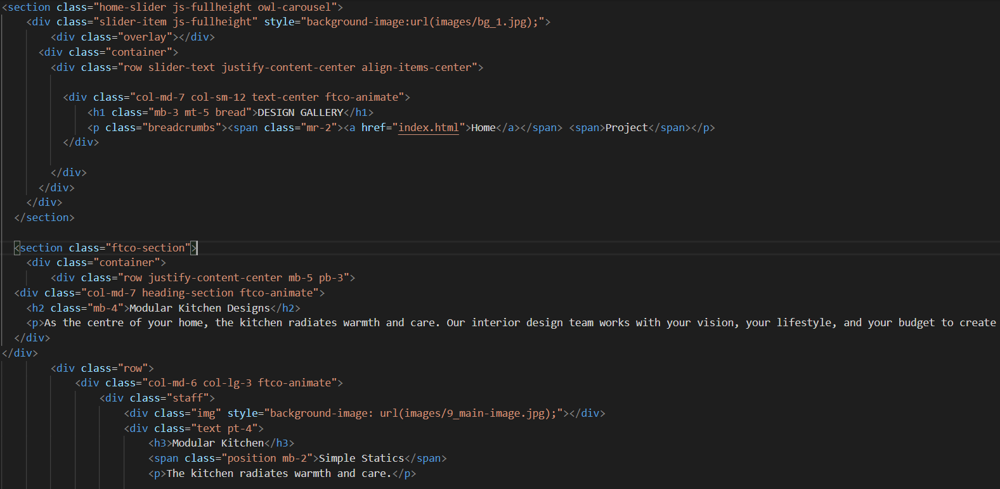 <section class="home-slider js-fullheight owl-carousel">
<div class="slider-item js-fullheight" style="background-image:url(images/bg_1.jpg);">
<div class="overlay"></div>
<div class="container">
<div class="row slider-text justify-content-center align-items-center">
<div class="col-md-7 col-sm-12 text-center ftco-animate">
<h1 class="mb-3 mt-5 bread">DESIGN GALLERY</h1>
<p class="breadcrumbs"><span class="mr-2"><a href="index.html">Home</a></span> <span>Project</span></p>
</div>
</div>
</div>
</div>
</section>
<section class="ftco-section">
<div class="container">
<div class="row justify-content-center mb-5 pb-3">
<div class="col-md-7 heading-section ftco-animate">
<h2 class="mb-4">Modular Kitchen Designs</h2>
<p>As the centre of your home, the kitchen radiates warmth and care. Our interior design team works with your vision, your lifestyle, and your budget to create
</div>
</div>
<div class="row">
<div class="col-md-6 col-lg-3 ftco-animate">
<div class="staff">
<div class="img" style="background-image: url(images/9_main-image.jpg);"></div>
<div class="text pt-4">
<h3>Modular Kitchen</h3>
<span class="position mb-2">Simple Statics</span>
<p>The kitchen radiates warmth and care.</p>